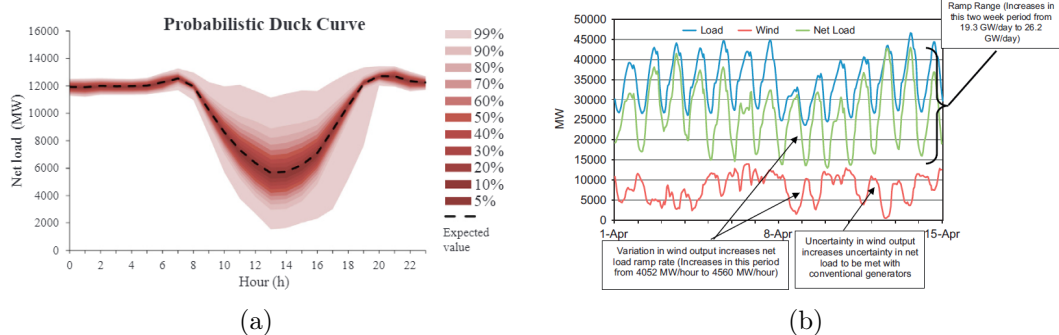 Probabilistic Duck Curve
Net load (MW)
16000
14000
12000
10000
8000
6000
4000
2000
0
0 2 4 6 8 10 12 14 16 18 20 22
Hour (h)
99%
90%
80%
70%
60%
50%
40%
30%
20%
10%
5%
Expected
value
(a)
Ramp Range (Increases in
this two week period from
19.3 GW/day to 26.2
GW/day)
Load Wind Net Load
MW
50000
45000
40000
35000
30000
25000
20000
15000
10000
5000
0
1-Apr 8-Apr 15-Apr
Variation in wind output increases net
load ramp rate (Increases in this period
from 4052 MW/hour to 4560 MW/hour)
Uncertainty in wind output
increases uncertainty in net
load to be met with
conventional generators
(b)